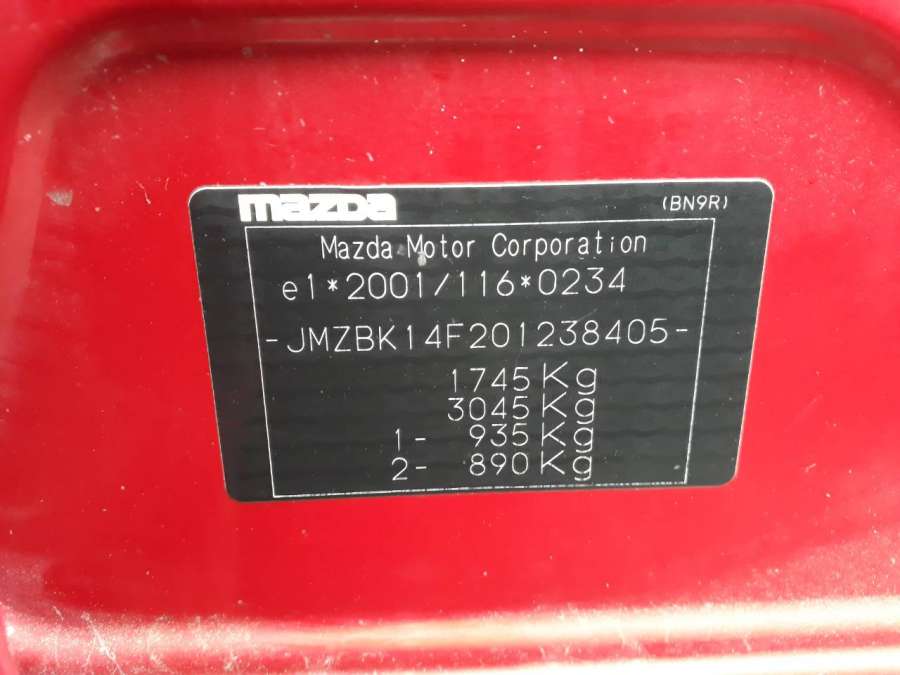 mazda (BN9R)
Mazda Motor Corporation
e1*2001/116*0234
-JMZBK14F201238405-
1745 Kg
3045 Kg
1- 935 Kg
2- 890 Kg